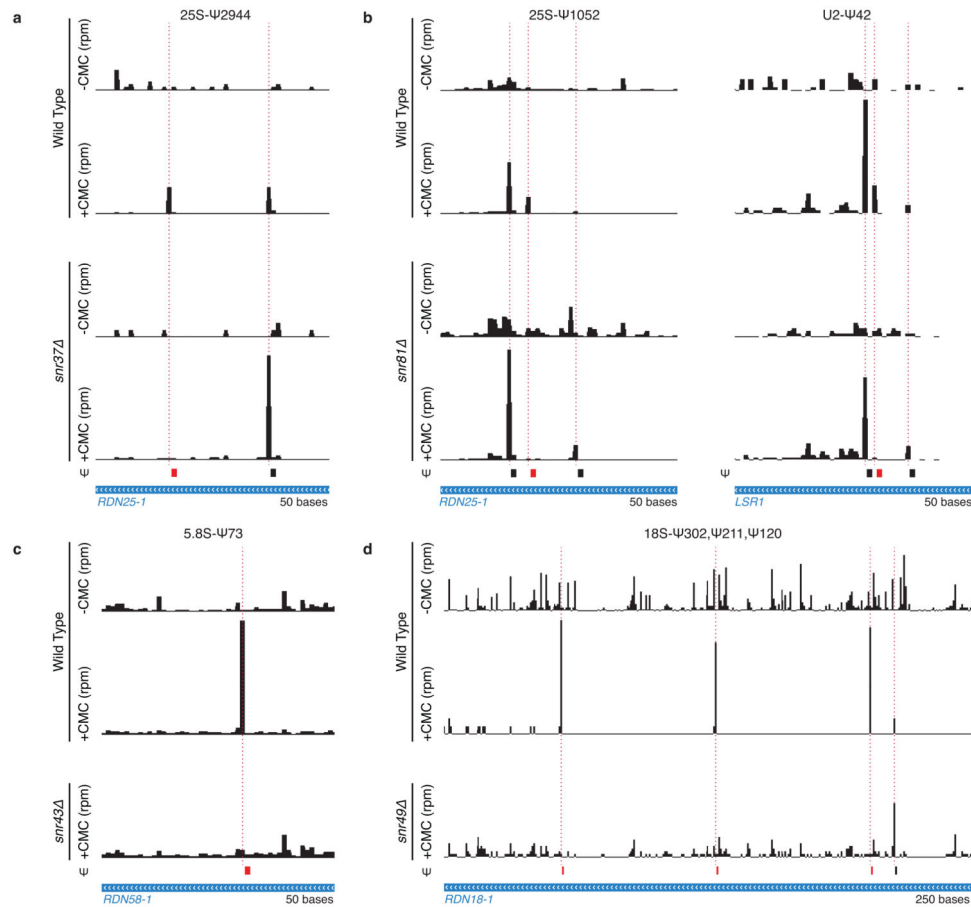 a
25S-Ψ2944
Wild Type
-CMC (rpm)
+CMC (rpm)
snr37Δ
-CMC (rpm)
+CMC (rpm)
Ψ
RDN25-1
50 bases
b
25S-Ψ1052
U2-Ψ42
Wild Type
-CMC (rpm)
+CMC (rpm)
snr81Δ
-CMC (rpm)
+CMC (rpm)
Ψ
Ψ
RDN25-1
50 bases
LSR1
50 bases
c
5.8S-Ψ73
Wild Type
-CMC (rpm)
+CMC (rpm)
snr43Δ
+CMC (rpm)
Ψ
RDN58-1
50 bases
d
18S-Ψ302,Ψ211,Ψ120
Wild Type
-CMC (rpm)
+CMC (rpm)
snr49Δ
+CMC (rpm)
Ψ
RDN18-1
250 bases